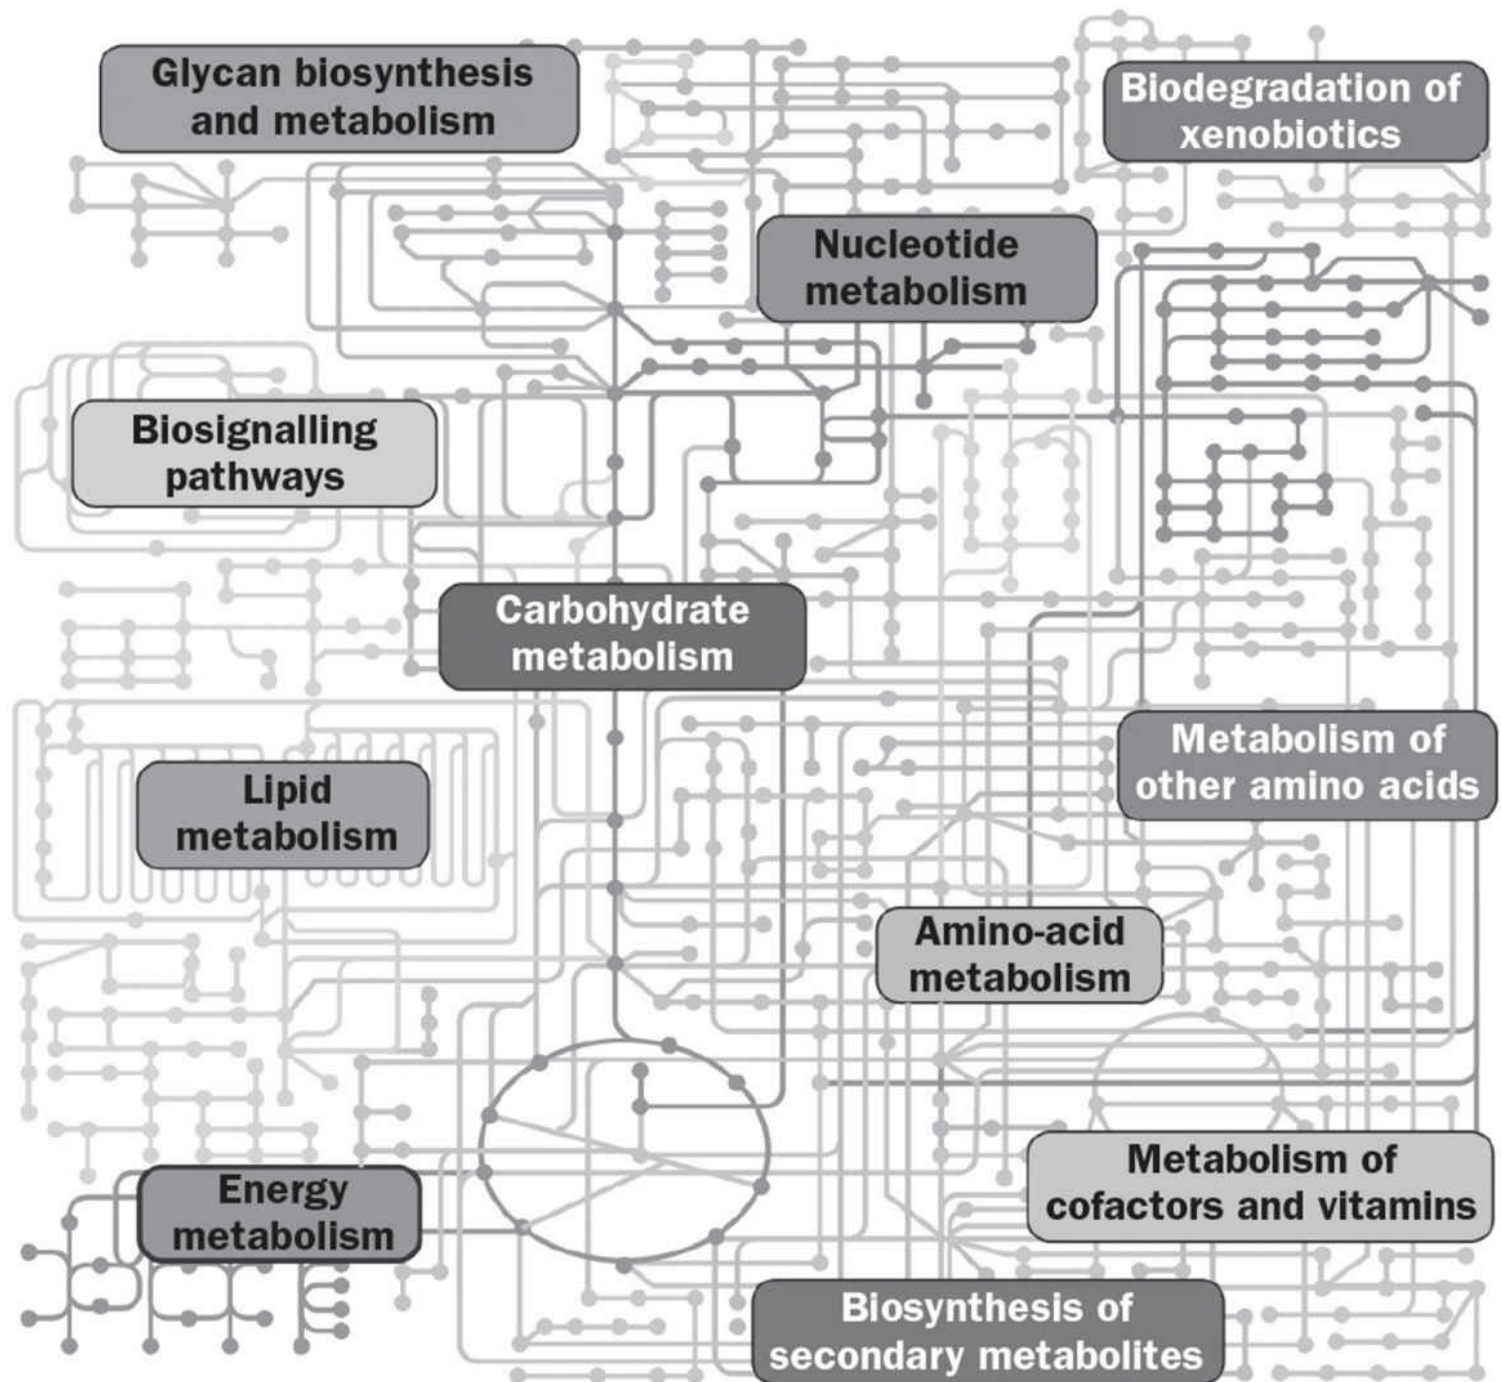 Glycan biosynthesis
and metabolism
Biodegradation of
xenobiotics
Nucleotide
metabolism
Biosignalling
pathways
Carbohydrate
metabolism
Metabolism of
other amino acids
Lipid
metabolism
Amino-acid
metabolism
Metabolism of
cofactors and vitamins
Energy
metabolism
Biosynthesis of
secondary metabolites